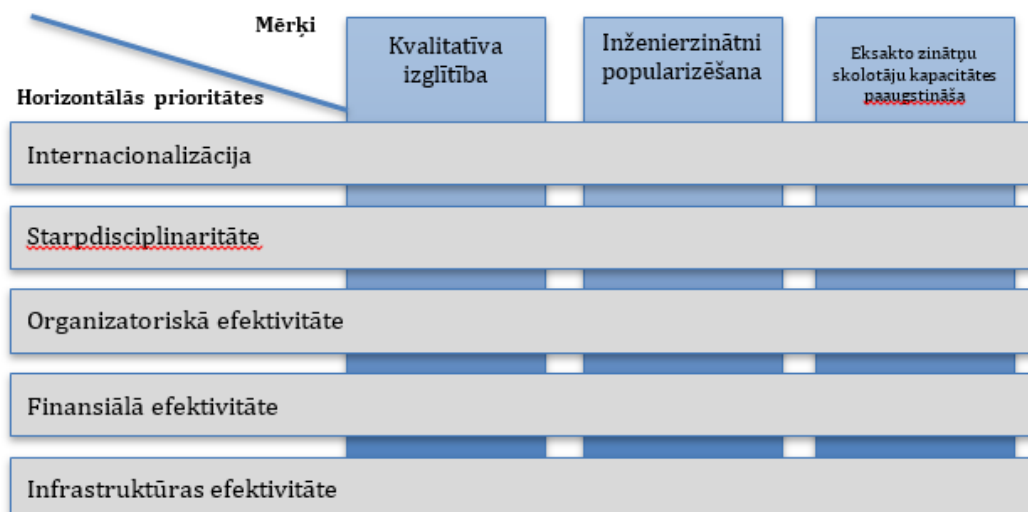 Mērķi
Horizontālās prioritātes
Kvalitatīva
izglītība
Inženierzinātni
popularizēšana
Eksakto zinātņu
skolotāju kapacitātes
paaugstināša
Internacionalizācija
Starpdisciplinaritāte
Organizatoriskā efektivitāte
Finansiālā efektivitāte
Infrastruktūras efektivitāte